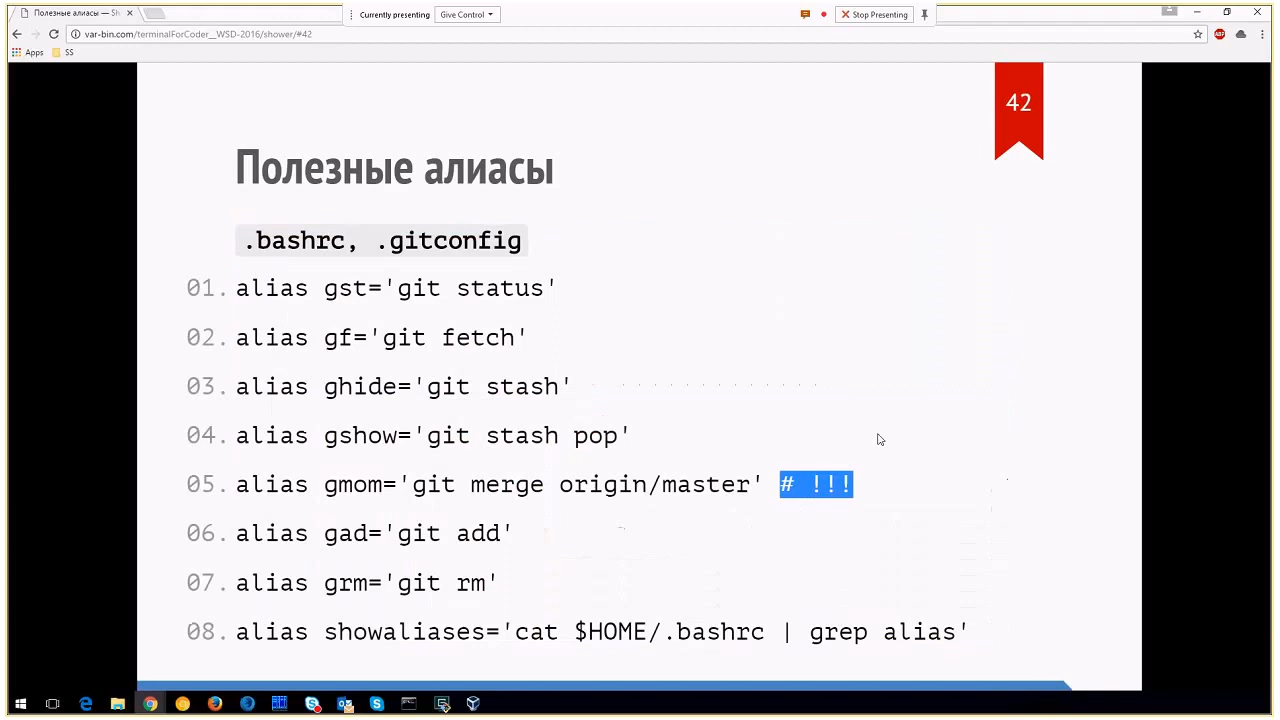 Полезные алиасы — Sh
Currently presenting
Give Control
Stop Presenting
var-bin.com/terminalForCoder__WSD-2016/shower/#42
ABP
Apps
SS
42
Полезные алиасы
.bashrc, .gitconfig
01. alias gst='git status'
02. alias gf='git fetch'
03. alias ghide='git stash'
04. alias gshow='git stash pop'
05. alias gmom='git merge origin/master' # !!!
06. alias gad='git add'
07. alias grm='git rm'
08. alias showaliases='cat $HOME/.bashrc | grep alias'